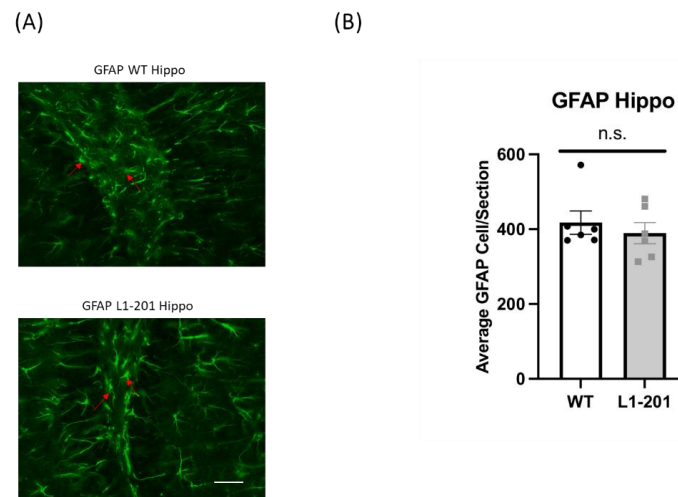 (A)
(B)
GFAP WT Hippo
GFAP L1-201 Hippo
GFAP Hippo
n.s.
600
400
200
0
Average GFAP Cell/Section
WT
L1-201